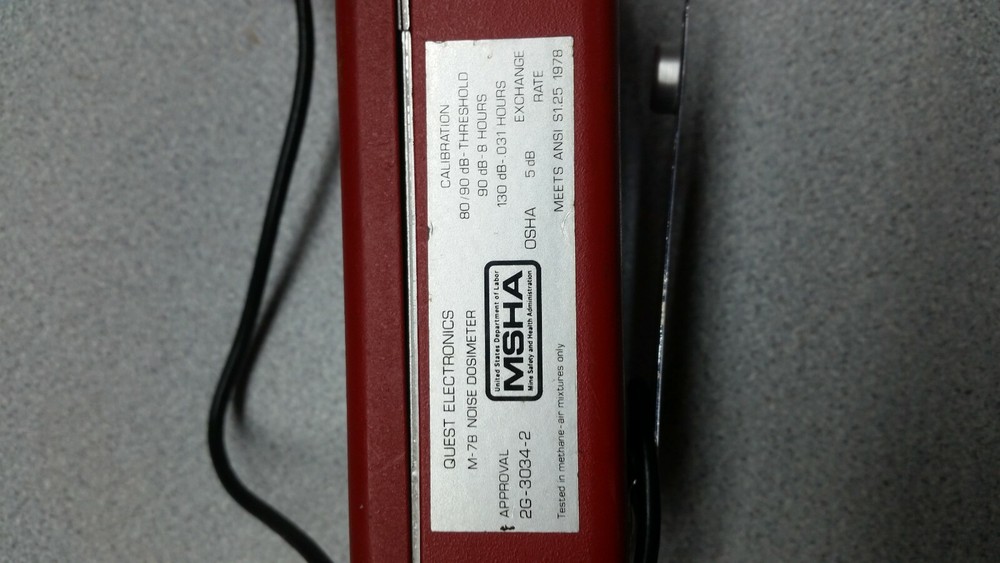 QUEST ELECTRONICS
M-7B NOISE DOSIMETER
United States Department of Labor
MSHA
Mine Safety and Health Administration
APPROVAL
2G-3034-2
Tested in methane-air mixtures only
CALIBRATION
80/90 dB-THRESHOLD
90 dB-8 HOURS
130 dB-.031 HOURS
OSHA 5 dB EXCHANGE
RATE
MEETS ANSI S1.25 1978